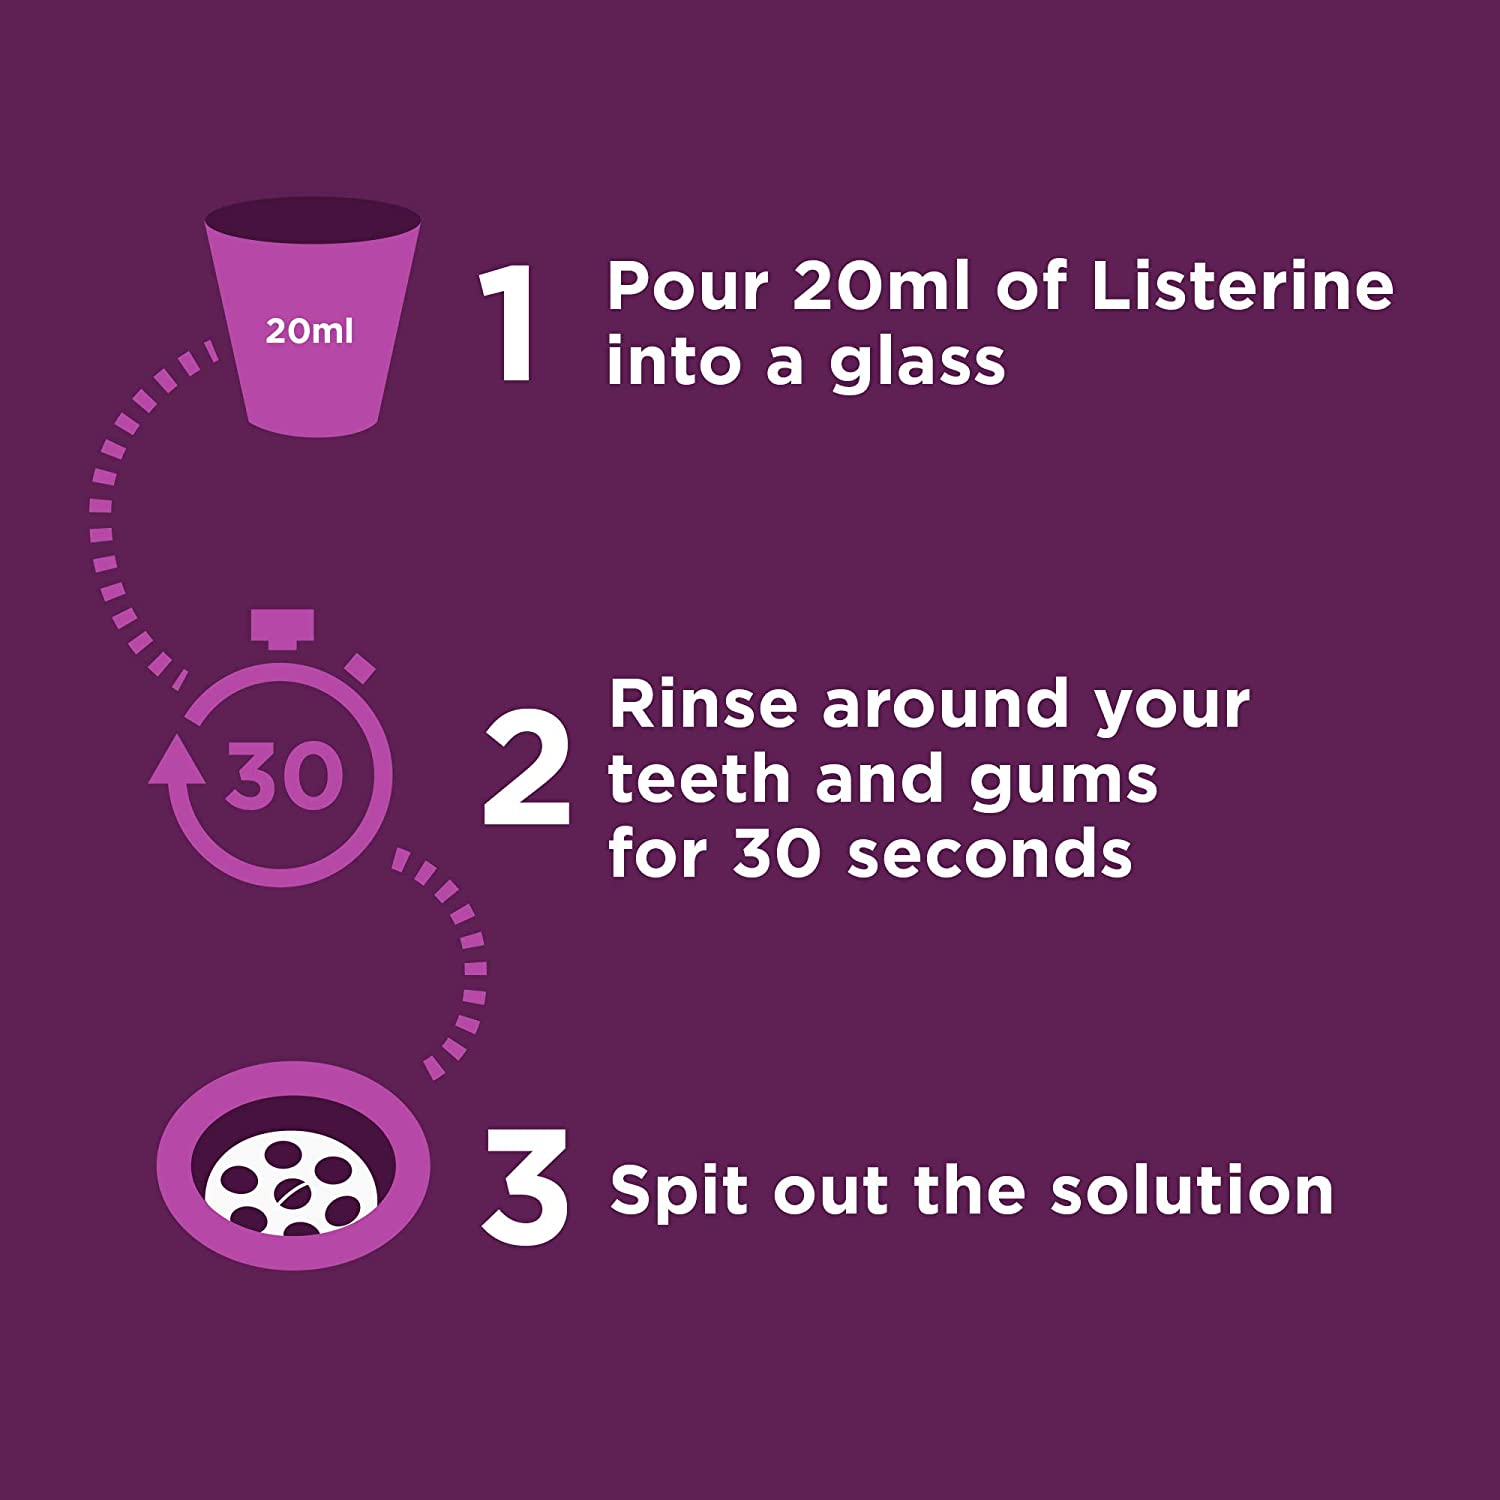 20ml
1
Pour 20ml of Listerine
into a glass
30
2
Rinse around your
teeth and gums
for 30 seconds
3
Spit out the solution